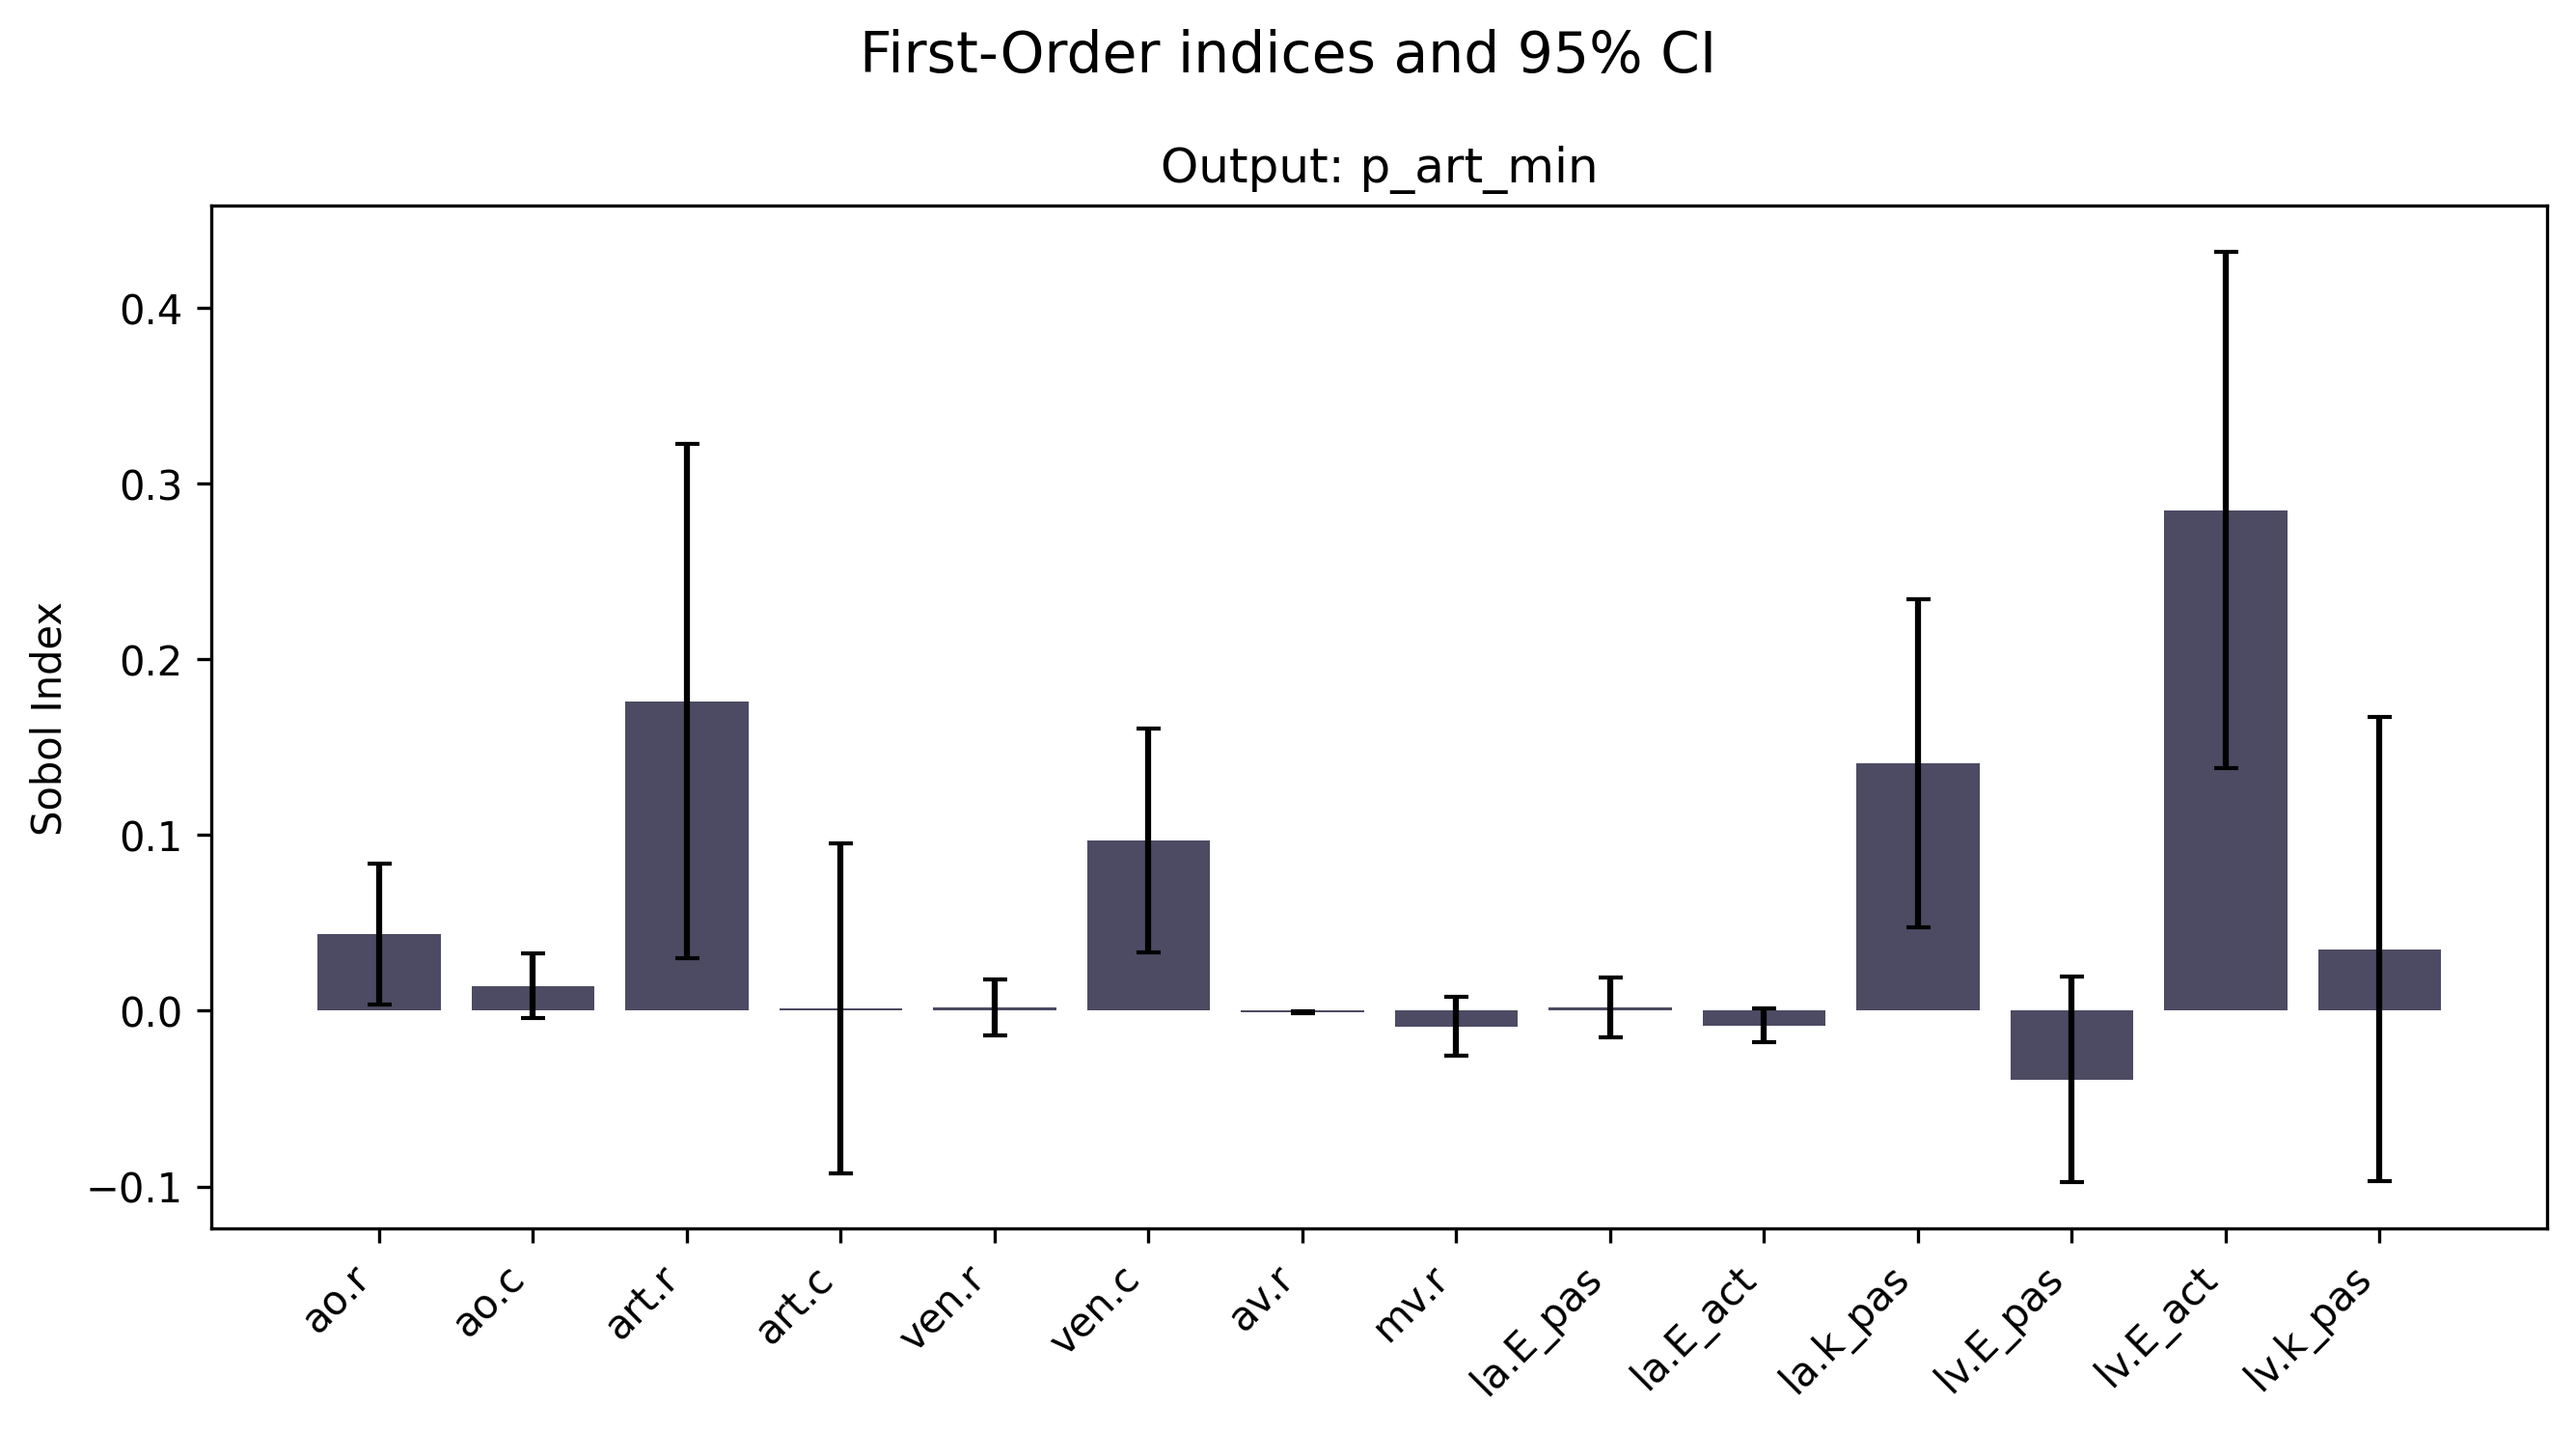 First-Order indices and 95% CI
Output: p_art_min
Sobol Index
0.4
0.3
0.2
0.1
0.0
−0.1
ao.r
ao.c
art.r
art.c
ven.r
ven.c
av.r
mv.r
la.E_pas
la.E_act
la.k_pas
lv.E_pas
lv.E_act
lv.k_pas